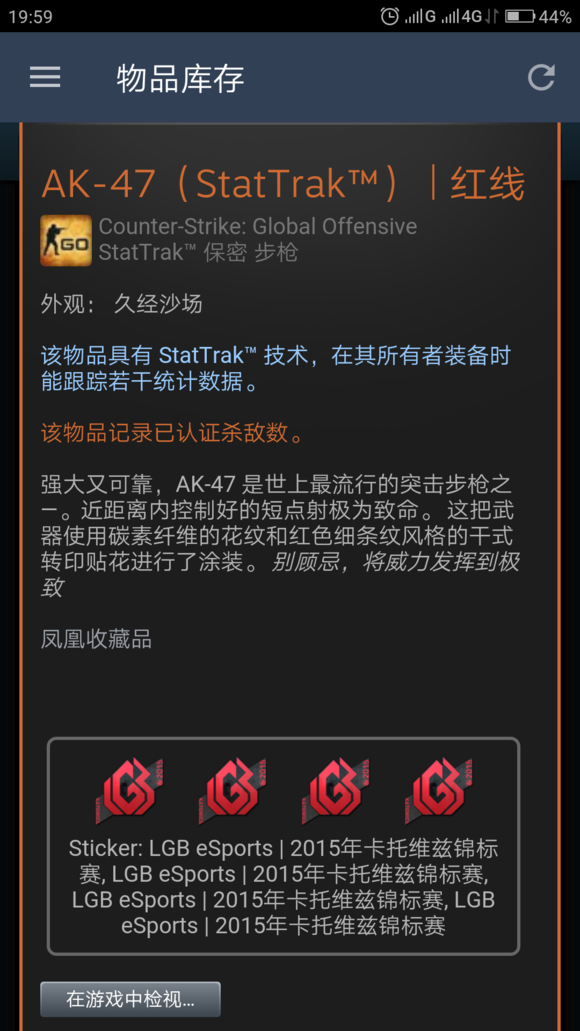 19:59
G
4G
44%
物品库存
AK-47（StatTrak™）｜红线
GO
Counter-Strike: Global Offensive
StatTrak™ 保密 步枪
外观： 久经沙场
该物品具有 StatTrak™ 技术，在其所有者装备时
能跟踪若干统计数据。
该物品记录已认证杀敌数。
强大又可靠，AK-47 是世上最流行的突击步枪之
一。近距离内控制好的短点射极为致命。 这把武
器使用碳素纤维的花纹和红色细条纹风格的干式
转印贴花进行了涂装。 别顾忌，将威力发挥到极
致
凤凰收藏品
Sticker: LGB eSports | 2015年卡托维兹锦标
赛, LGB eSports | 2015年卡托维兹锦标赛,
LGB eSports | 2015年卡托维兹锦标赛, LGB
eSports | 2015年卡托维兹锦标赛
在游戏中检视...